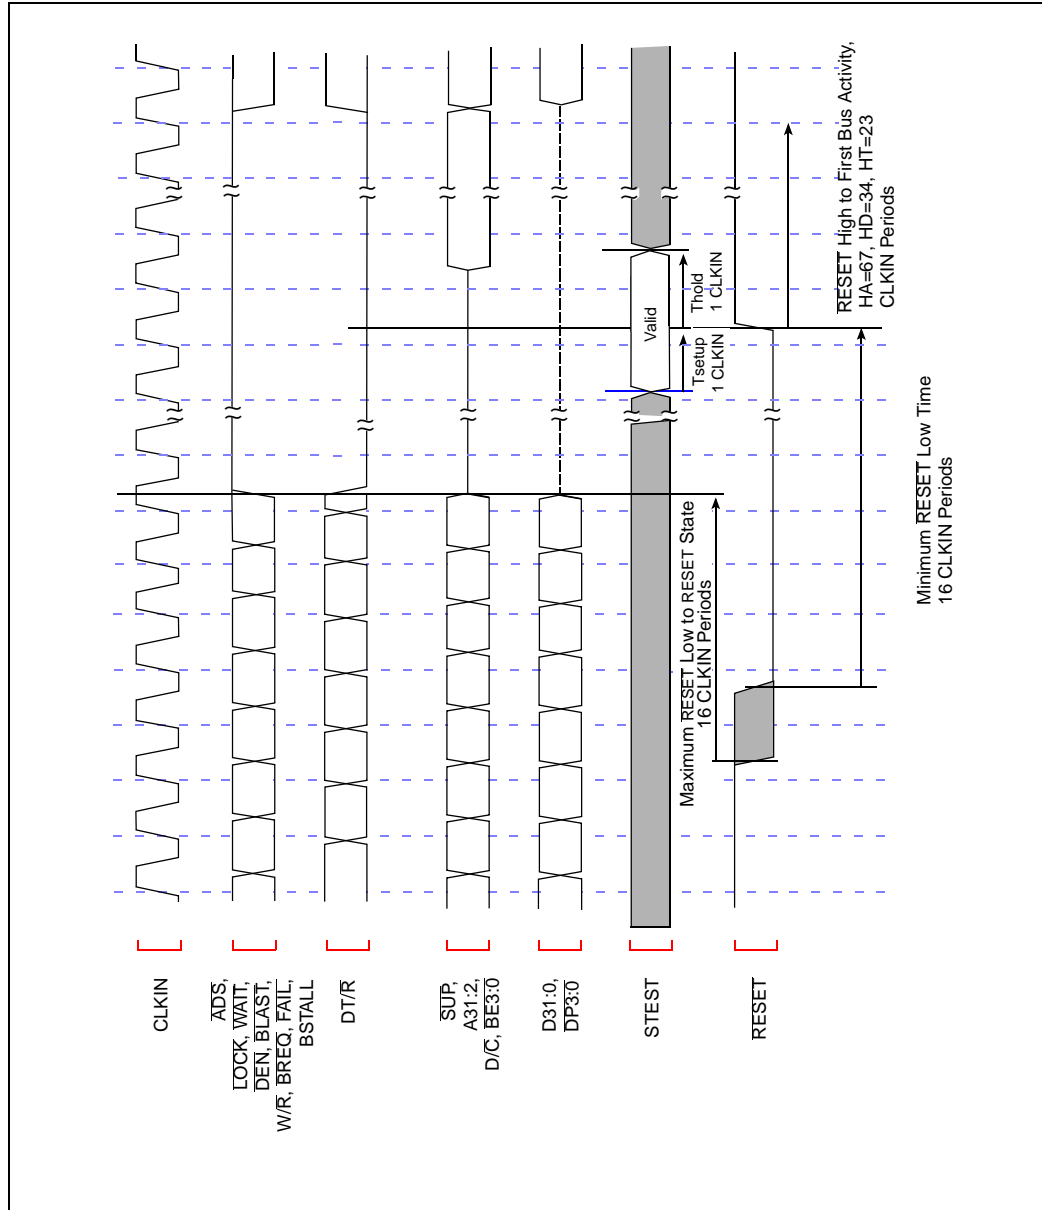 CLKIN
ADS,
LOCK, WAIT,
DEN, BLAST,
W/R, BREQ, FAIL,
BSTALL
DT/R
SUP,
A31:2,
D/C, BE3:0
D31:0,
DP3:0
STEST
RESET
Maximum RESET Low to RESET State
16 CLKIN Periods
Valid
Tsetup
1 CLKIN
Thold
1 CLKIN
RESET High to First Bus Activity,
HA=67, HD=34, HT=23
CLKIN Periods
Minimum RESET Low Time
16 CLKIN Periods